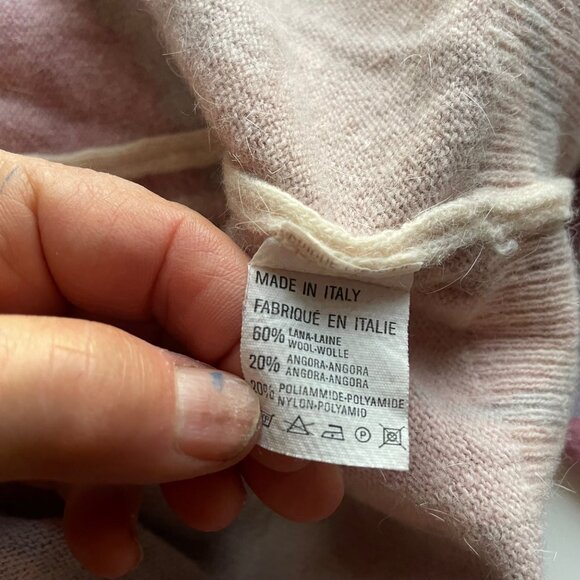 MADE IN ITALY
FABRIQUÉ EN ITALIE
60% LANA-LAINE
WOOL-WOLLE
20% ANGORA-ANGORA
ANGORA-ANGORA
20% POLIAMMIDE-POLYAMIDE
NYLON-POLYAMID
P